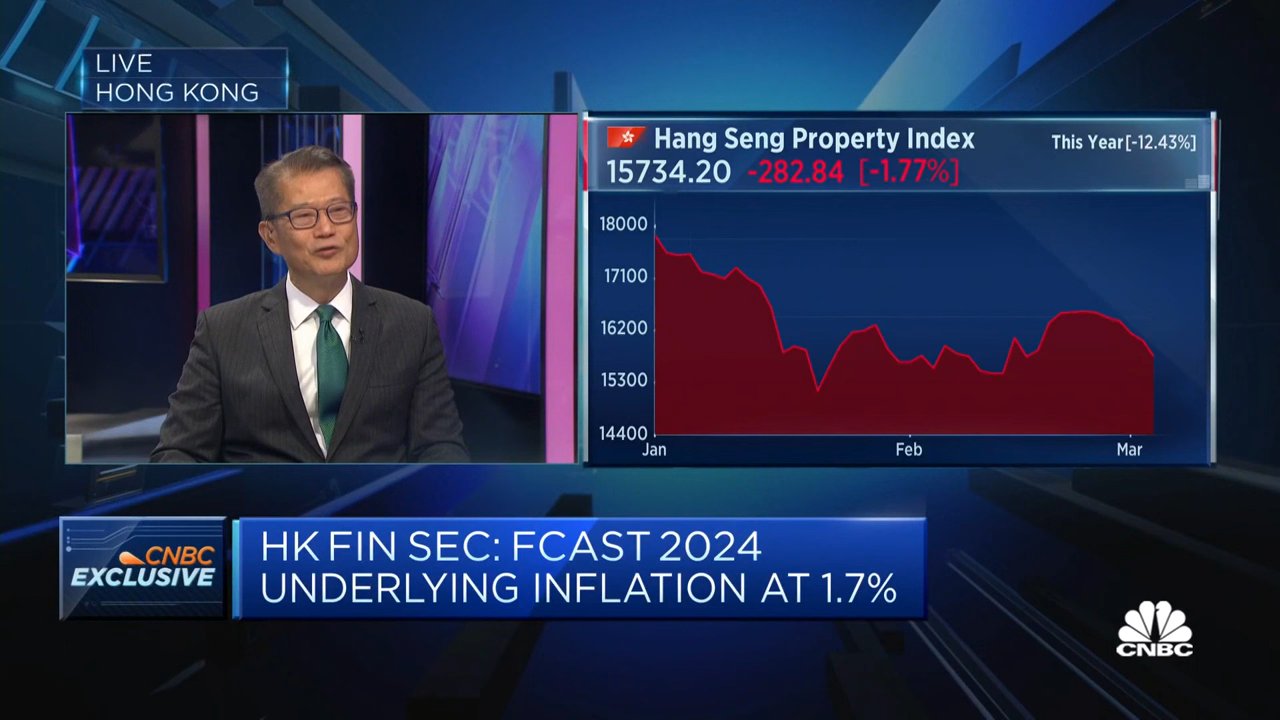 LIVE
HONG KONG
Hang Seng Property Index
This Year[-12.43%]
15734.20 -282.84 [-1.77%]
18000
17100
16200
15300
14400
Jan Feb Mar
CNBC
EXCLUSIVE
HK FIN SEC: FCAST 2024
UNDERLYING INFLATION AT 1.7%
CNBC